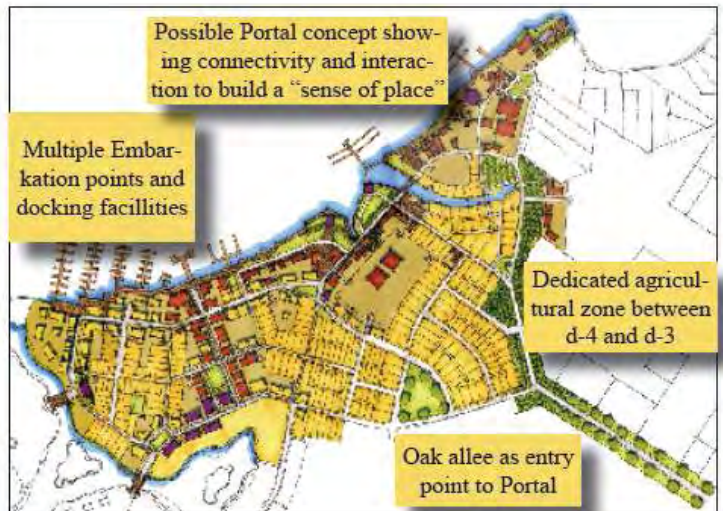 Possible Portal concept show-
ing connectivity and interac-
tion to build a “sense of place”
Multiple Embar-
kation points and
docking facillities
Dedicated agricul-
tural zone between
d-4 and d-3
Oak allee as entry
point to Portal